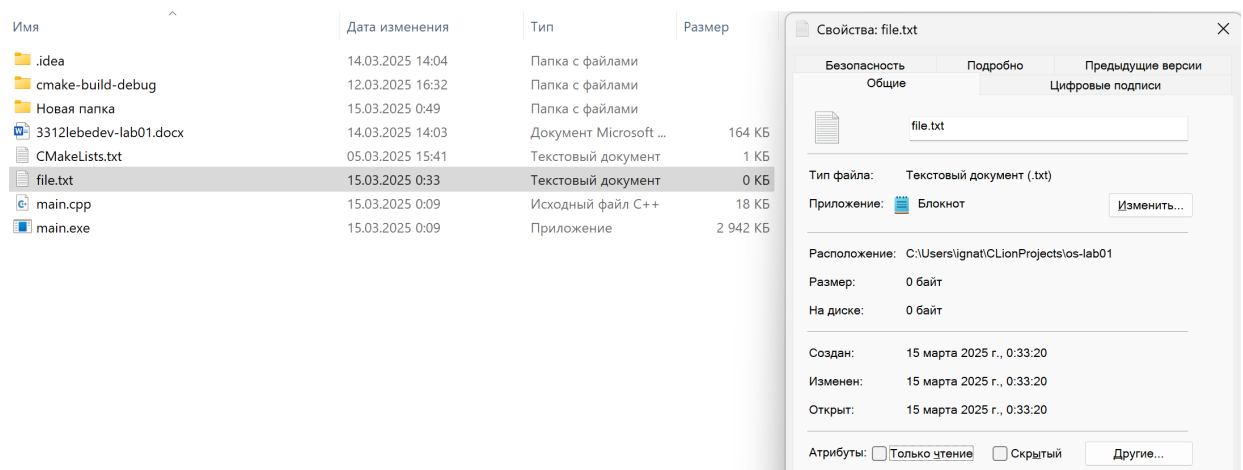 Имя Дата изменения Тип Размер
.idea 14.03.2025 14:04 Папка с файлами
cmake-build-debug 12.03.2025 16:32 Папка с файлами
Новая папка 15.03.2025 0:49 Папка с файлами
3312lebedev-lab01.docx 14.03.2025 14:03 Документ Microsoft ... 164 КБ
CMakeLists.txt 05.03.2025 15:41 Текстовый документ 1 КБ
file.txt 15.03.2025 0:33 Текстовый документ 0 КБ
main.cpp 15.03.2025 0:09 Исходный файл C++ 18 КБ
main.exe 15.03.2025 0:09 Приложение 2 942 КБ
Свойства: file.txt
Безопасность Подробно Предыдущие версии
Общие Цифровые подписи
file.txt
Тип файла: Текстовый документ (.txt)
Приложение: Блокнот Изменить...
Расположение: C:\Users\ignat\CLionProjects\os-lab01
Размер: 0 байт
На диске: 0 байт
Создан: 15 марта 2025 г., 0:33:20
Изменен: 15 марта 2025 г., 0:33:20
Открыт: 15 марта 2025 г., 0:33:20
Атрибуты: Только чтение Скрытый Другие...